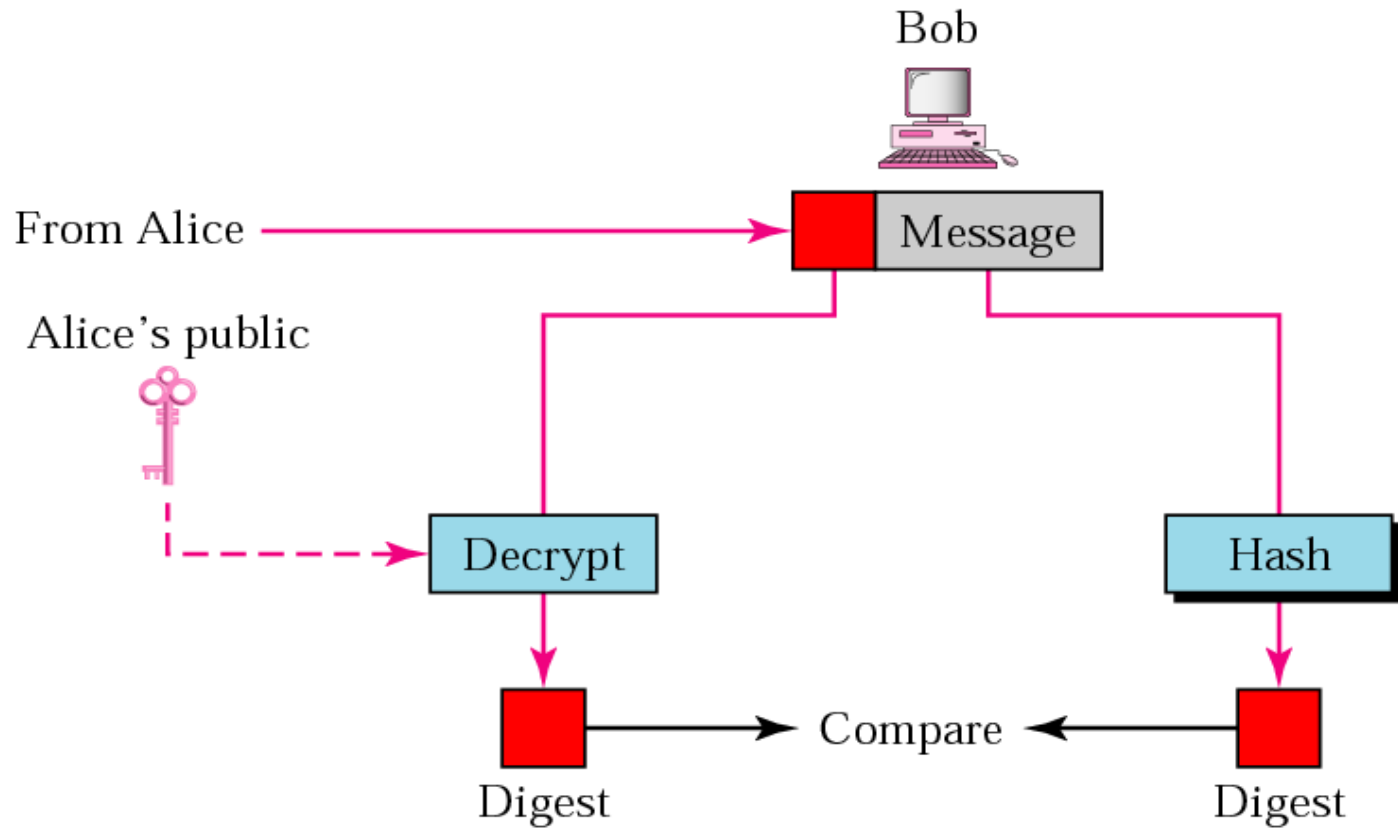 Bob
From Alice
Message
Alice’s public
Decrypt
Hash
Compare
Digest
Digest